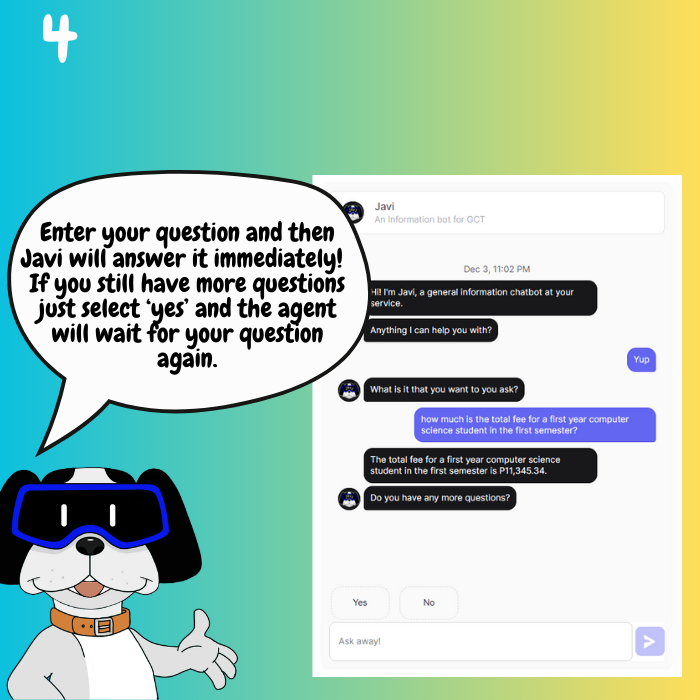 4
Enter your question and then
Javi will answer it immediately!
If you still have more questions
just select ‘yes’ and the agent
will wait for your question
again.
Javi
An Information bot for GCT
Dec 3, 11:02 PM
Hi! I'm Javi, a general information chatbot at your
service.
Anything I can help you with?
Yup
What is it that you want to you ask?
how much is the total fee for a first year computer
science student in the first semester?
The total fee for a first year computer science
student in the first semester is P11,345.34.
Do you have any more questions?
Yes
No
Ask away!